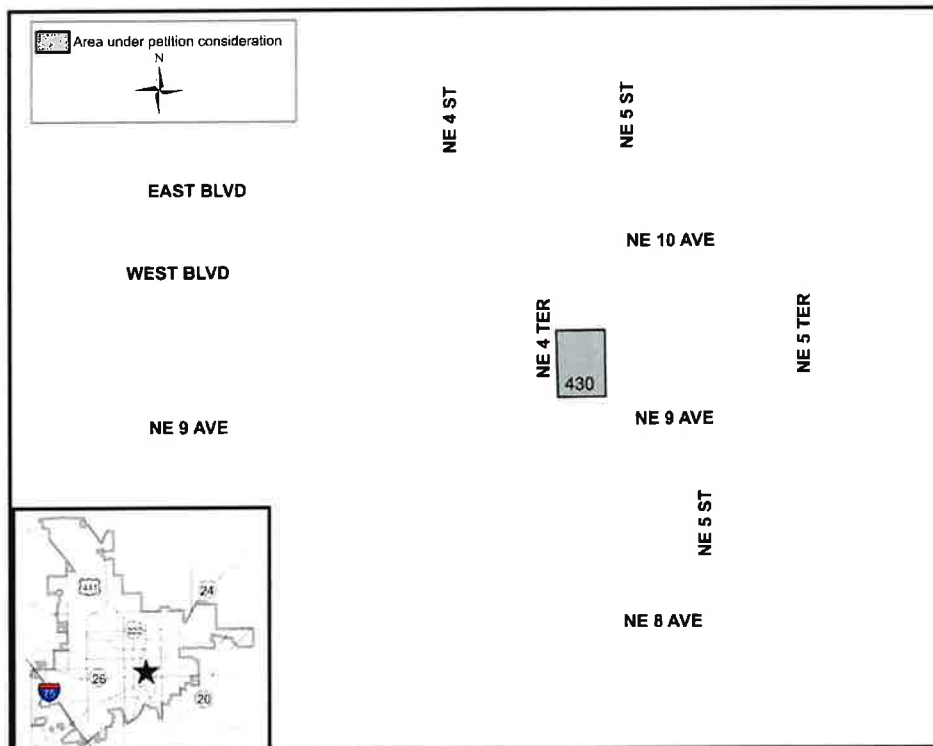 Area under petition consideration
N
NE 4 ST
NE 5 ST
EAST BLVD
NE 10 AVE
WEST BLVD
NE 4 TER
NE 5 TER
430
NE 9 AVE
NE 9 AVE
NE 5 ST
NE 8 AVE
441
24
26
75
20